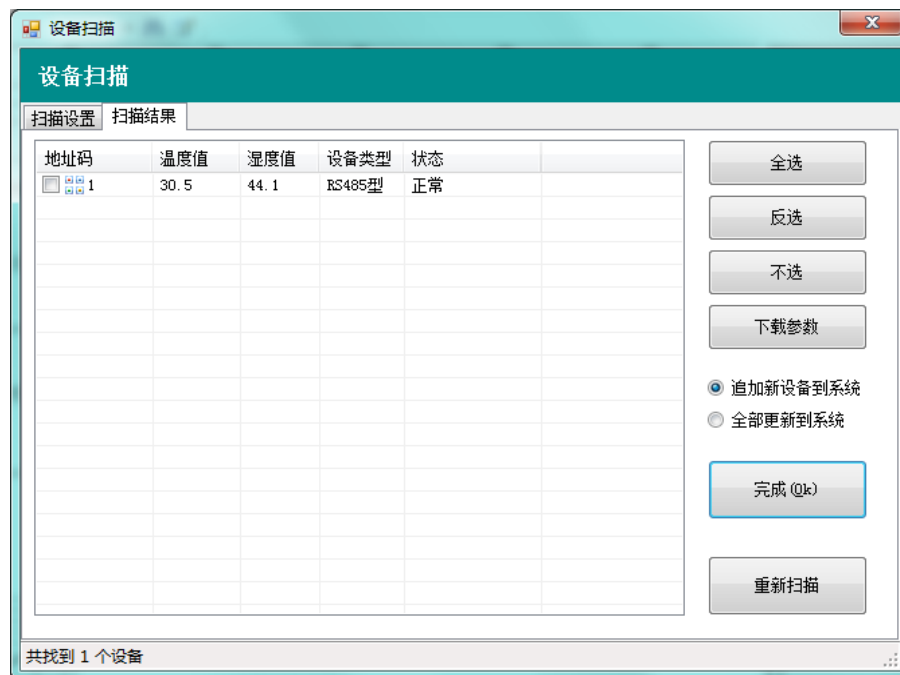 设备扫描
设备扫描
扫描设置 扫描结果
地址码 温度值 湿度值 设备类型 状态
1 30.5 44.1 RS485型 正常
全选
反选
不选
下载参数
追加新设备到系统
全部更新到系统
完成(Ok)
重新扫描
共找到 1 个设备